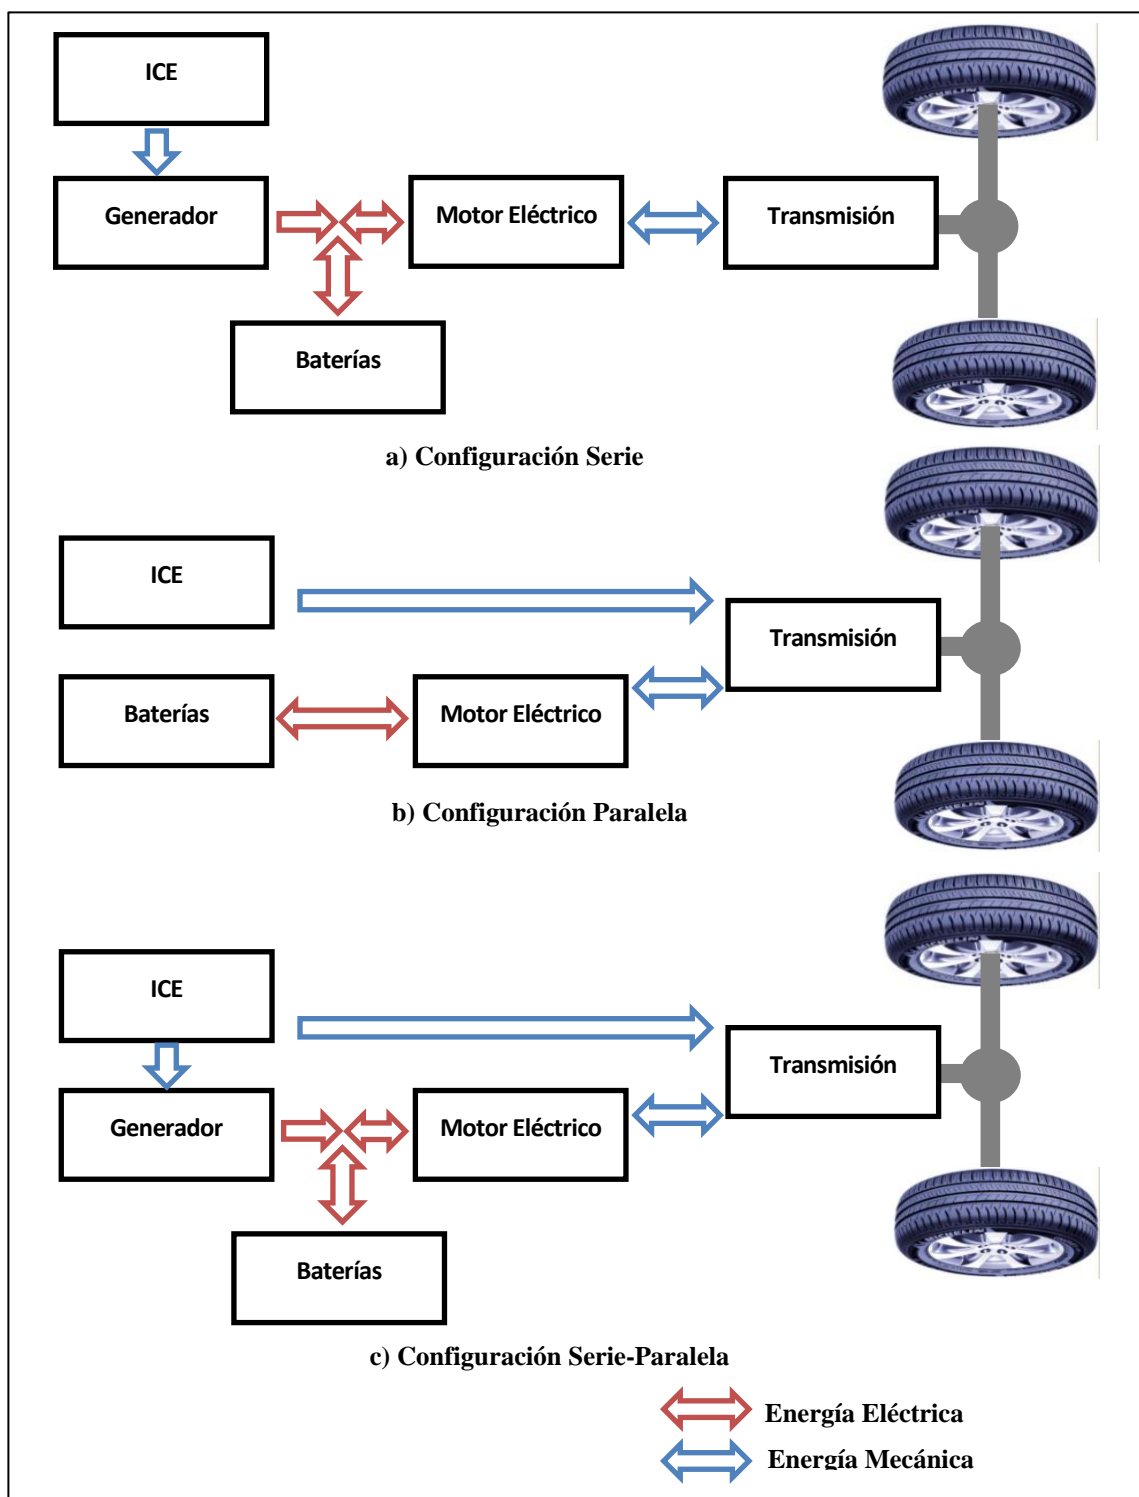 ICE
Generador
Motor Eléctrico
Transmisión
Baterías
a) Configuración Serie
ICE
Transmisión
Baterías
Motor Eléctrico
b) Configuración Paralela
ICE
Transmisión
Generador
Motor Eléctrico
Baterías
c) Configuración Serie-Paralela
Energía Eléctrica
Energía Mecánica